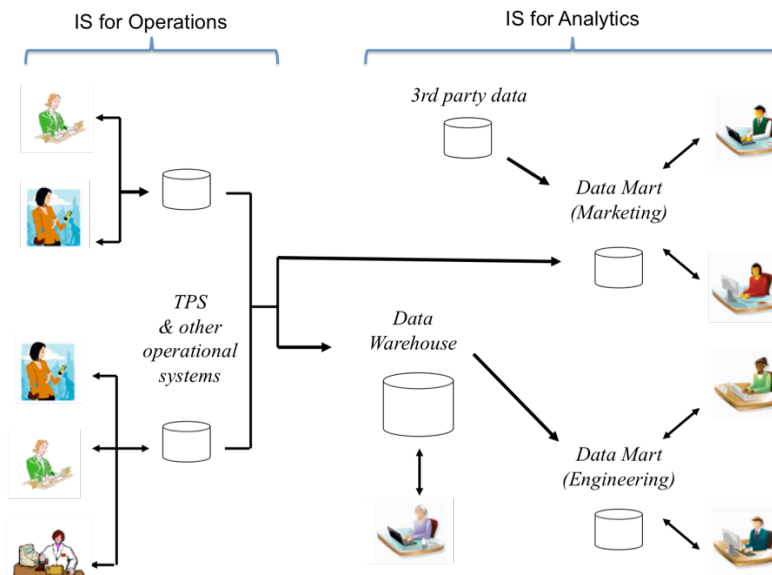 IS for Operations
IS for Analytics
3rd party data
Data Mart
(Marketing)
TPS
& other
operational
systems
Data
Warehouse
Data Mart
(Engineering)